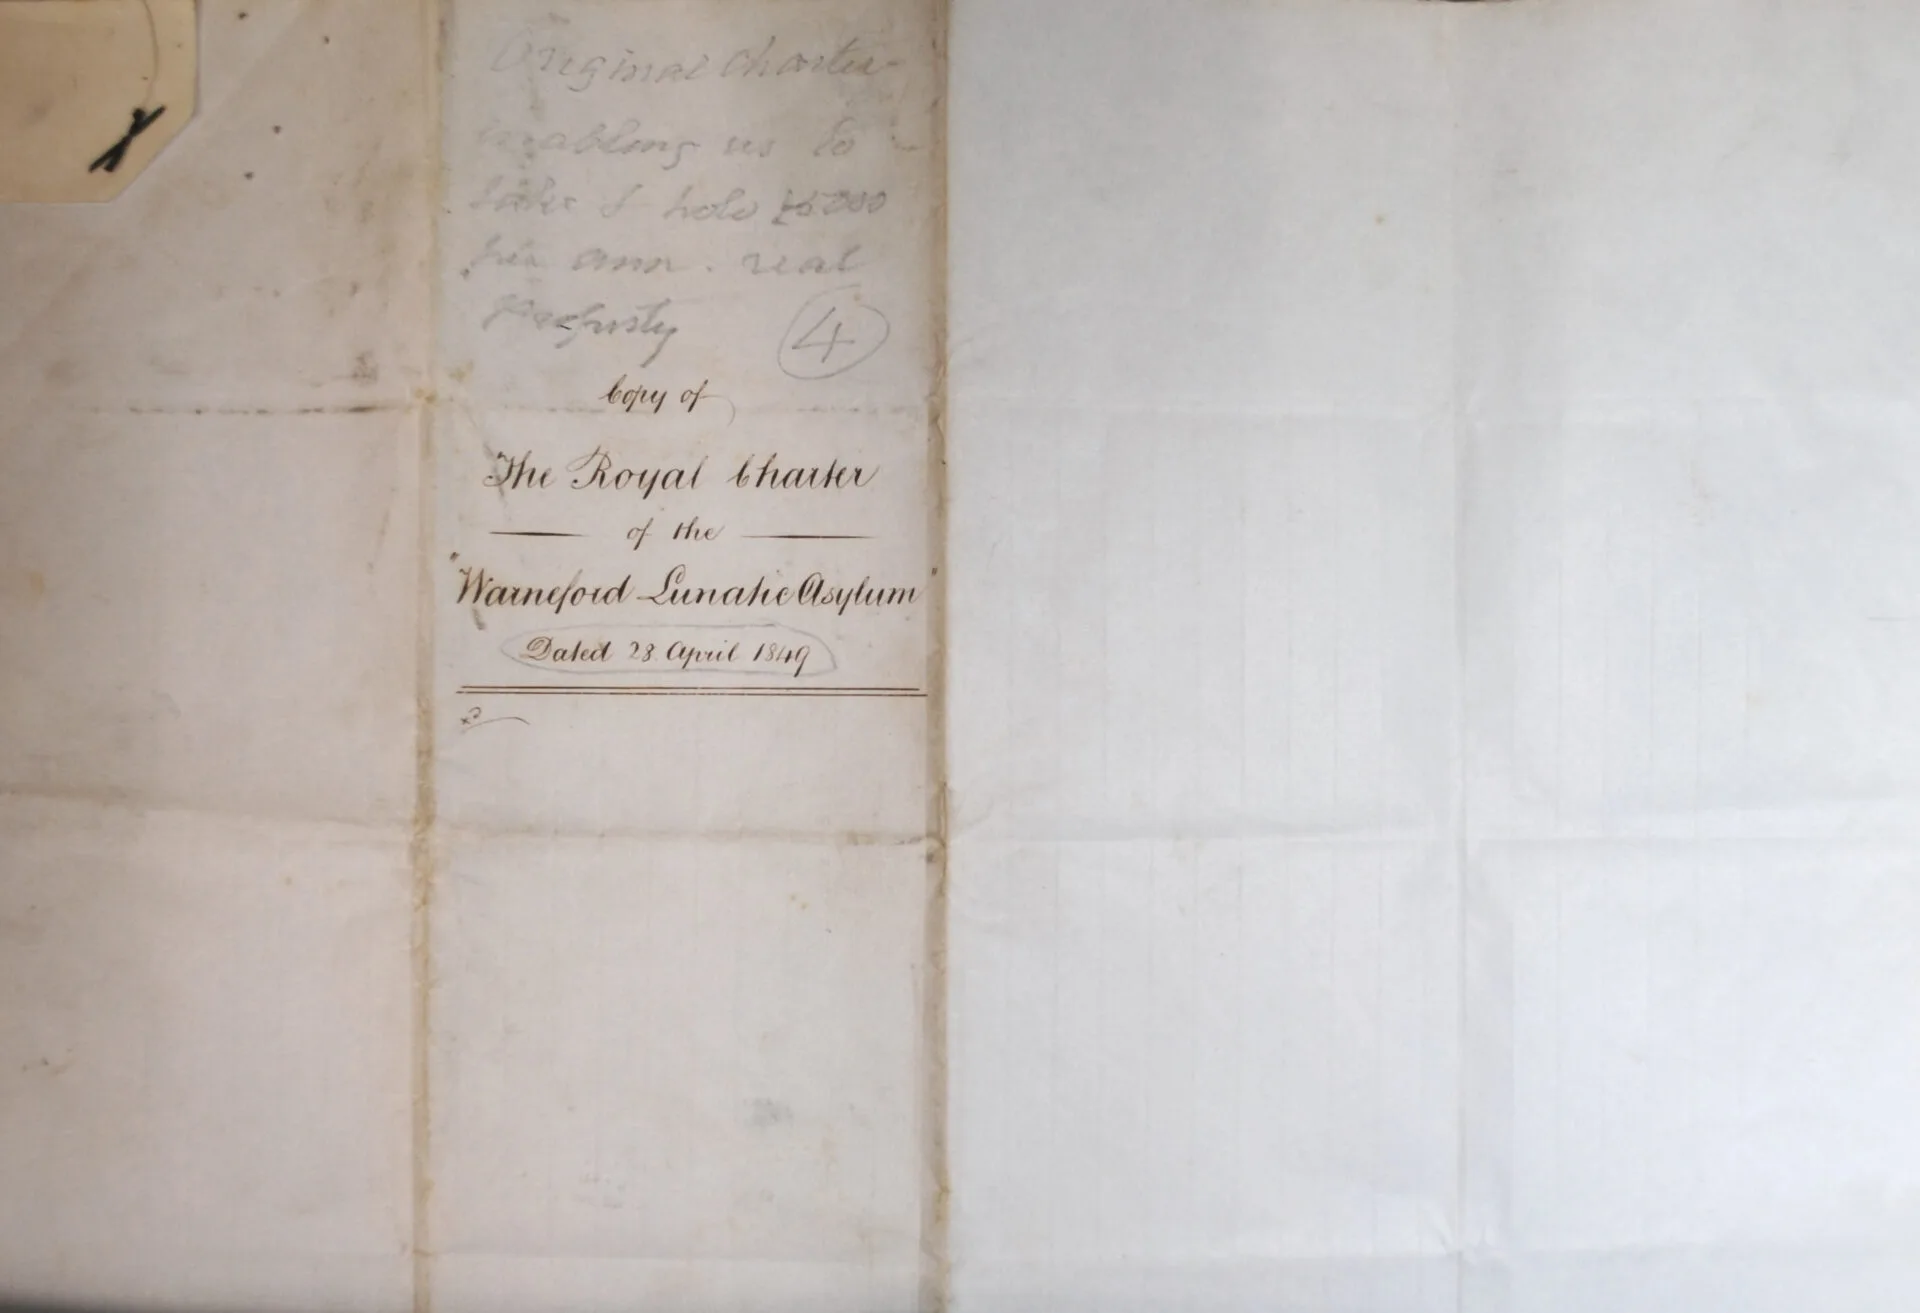 Original Charter
enabling us to
take & hold £5000
per ann. real
Property
4
Copy of
The Royal Charter
of the
"Warneford Lunatic Asylum"
Dated 28 April 1849